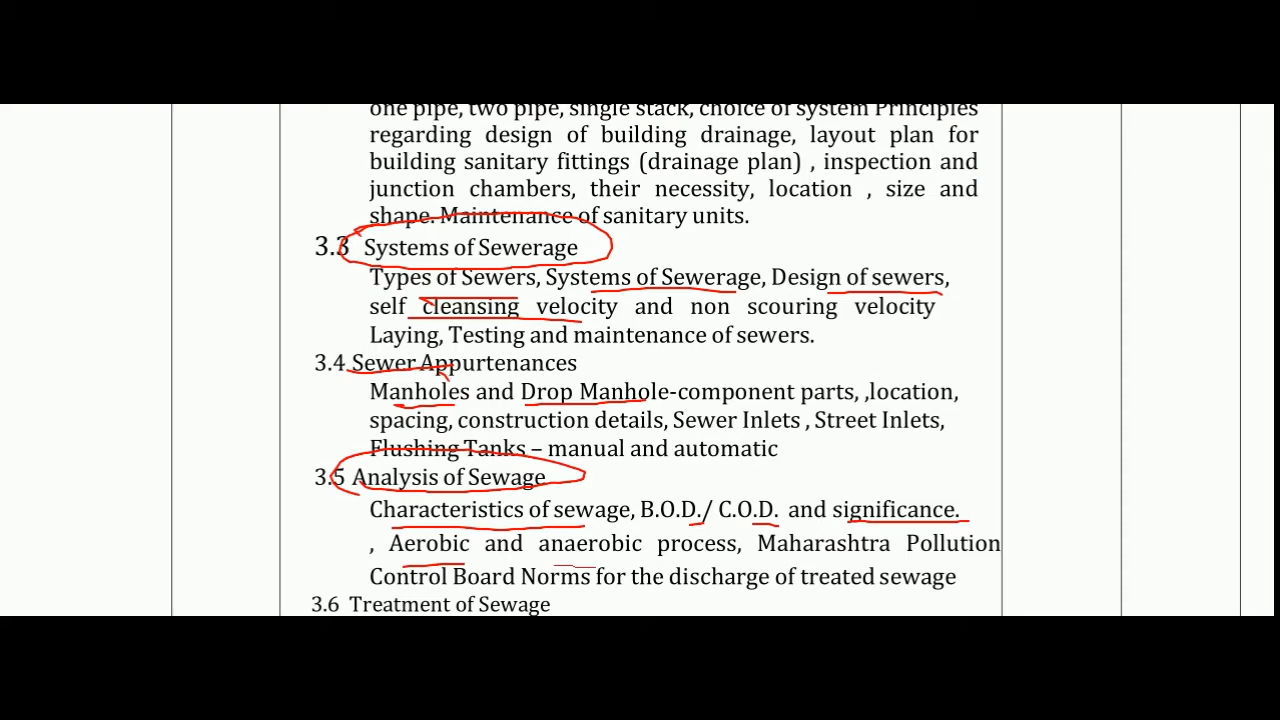 one pipe, two pipe, single stack, choice of system Principles
regarding design of building drainage, layout plan for
building sanitary fittings (drainage plan) , inspection and
junction chambers, their necessity, location , size and
shape. Maintenance of sanitary units.
3.3 Systems of Sewerage
Types of Sewers, Systems of Sewerage, Design of sewers,
self cleansing velocity and non scouring velocity
Laying, Testing and maintenance of sewers.
3.4 Sewer Appurtenances
Manholes and Drop Manhole-component parts, ,location,
spacing, construction details, Sewer Inlets , Street Inlets,
Flushing Tanks – manual and automatic
3.5 Analysis of Sewage
Characteristics of sewage, B.O.D./ C.O.D. and significance.
, Aerobic and anaerobic process, Maharashtra Pollution
Control Board Norms for the discharge of treated sewage
3.6 Treatment of Sewage